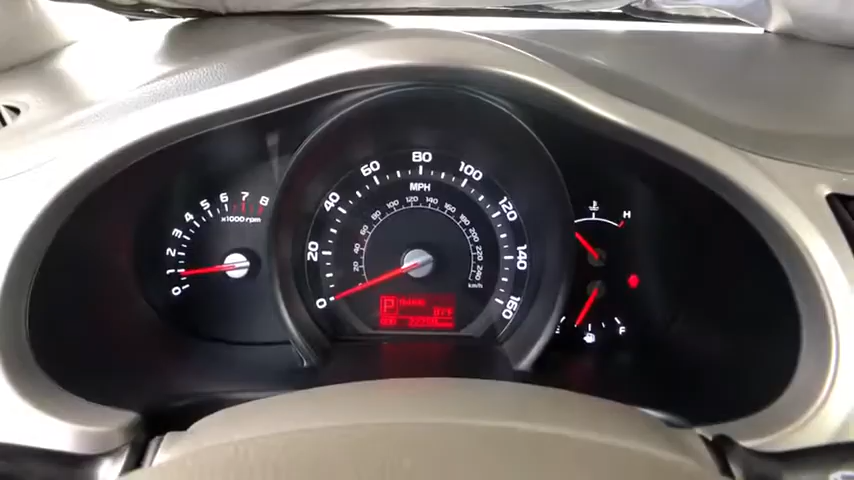 0 1 2 3 4 5 6 7 8
x1000 rpm
0 20 40 60 80 100 120 140 160
MPH
20 40 60 80 100 120 140 160 180 200 220 240
km/h
P
H
F